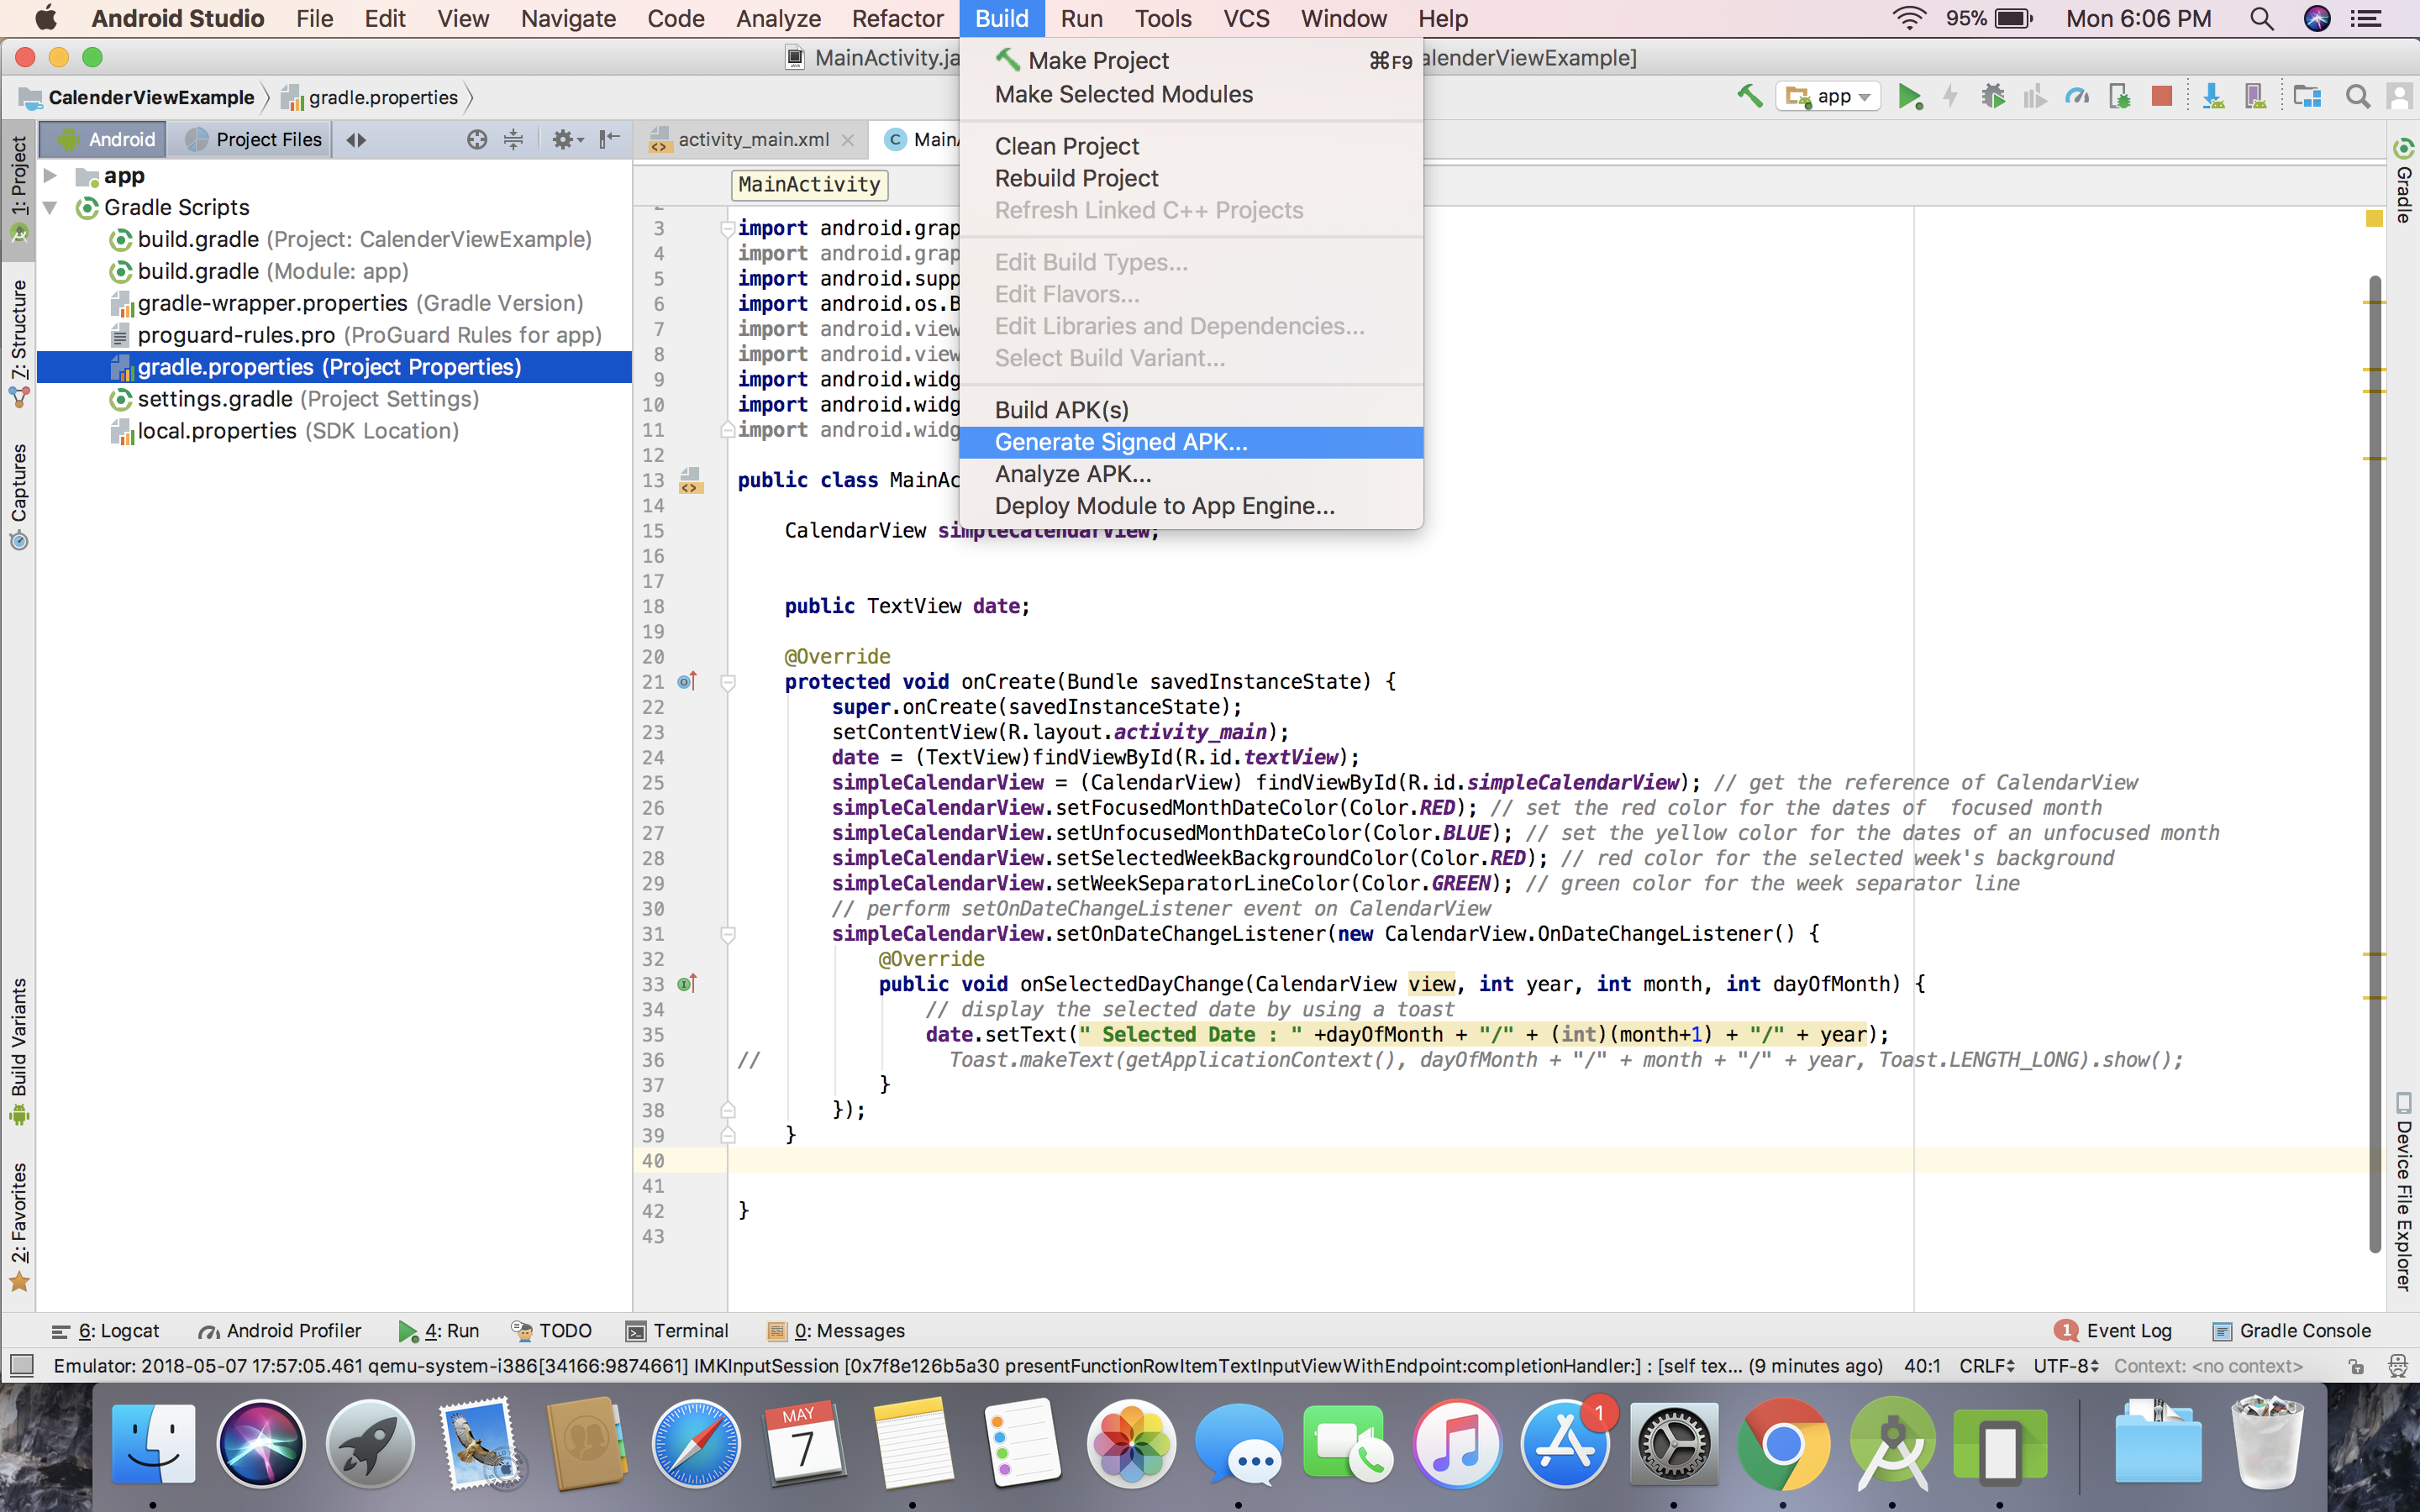 Android Studio File Edit View Navigate Code Analyze Refactor Build Run Tools VCS Window Help 95% Mon 6:06 PM
MainActivity.ja alenderViewExample]
Make Project ⌘F9
Make Selected Modules
Clean Project
Rebuild Project
Refresh Linked C++ Projects
Edit Build Types...
Edit Flavors...
Edit Libraries and Dependencies...
Select Build Variant...
Build APK(s)
Generate Signed APK...
Analyze APK...
Deploy Module to App Engine...
CalenderViewExample gradle.properties
app
Android Project Files
activity_main.xml MainA
MainActivity
1: Project
7: Structure
Captures
Build Variants
2: Favorites
app
Gradle Scripts
build.gradle (Project: CalenderViewExample)
build.gradle (Module: app)
gradle-wrapper.properties (Gradle Version)
proguard-rules.pro (ProGuard Rules for app)
gradle.properties (Project Properties)
settings.gradle (Project Settings)
local.properties (SDK Location)
3 import android.grap
4 import android.grap
5 import android.supp
6 import android.os.B
7 import android.view
8 import android.view
9 import android.widg
10 import android.widg
11 import android.widg
12
13 public class MainAc
14
15 CalendarView simpleCalendarView;
16
17
18 public TextView date;
19
20 @Override
21 protected void onCreate(Bundle savedInstanceState) {
22 super.onCreate(savedInstanceState);
23 setContentView(R.layout.activity_main);
24 date = (TextView)findViewById(R.id.textView);
25 simpleCalendarView = (CalendarView) findViewById(R.id.simpleCalendarView); // get the reference of CalendarView
26 simpleCalendarView.setFocusedMonthDateColor(Color.RED); // set the red color for the dates of  focused month
27 simpleCalendarView.setUnfocusedMonthDateColor(Color.BLUE); // set the yellow color for the dates of an unfocused month
28 simpleCalendarView.setSelectedWeekBackgroundColor(Color.RED); // red color for the selected week's background
29 simpleCalendarView.setWeekSeparatorLineColor(Color.GREEN); // green color for the week separator line
30 // perform setOnDateChangeListener event on CalendarView
31 simpleCalendarView.setOnDateChangeListener(new CalendarView.OnDateChangeListener() {
32 @Override
33 public void onSelectedDayChange(CalendarView view, int year, int month, int dayOfMonth) {
34 // display the selected date by using a toast
35 date.setText(" Selected Date : " +dayOfMonth + "/" + (int)(month+1) + "/" + year);
36 // Toast.makeText(getApplicationContext(), dayOfMonth + "/" + month + "/" + year, Toast.LENGTH_LONG).show();
37 }
38 });
39 }
40
41
42 }
43
Gradle
Device File Explorer
6: Logcat Android Profiler 4: Run TODO Terminal 0: Messages 1 Event Log Gradle Console
Emulator: 2018-05-07 17:57:05.461 qemu-system-i386[34166:9874661] IMKInputSession [0x7f8e126b5a30 presentFunctionRowItemTextInputViewWithEndpoint:completionHandler:] : [self tex... (9 minutes ago) 40:1 CRLF UTF-8 Context: <no context>
MAY
7
1